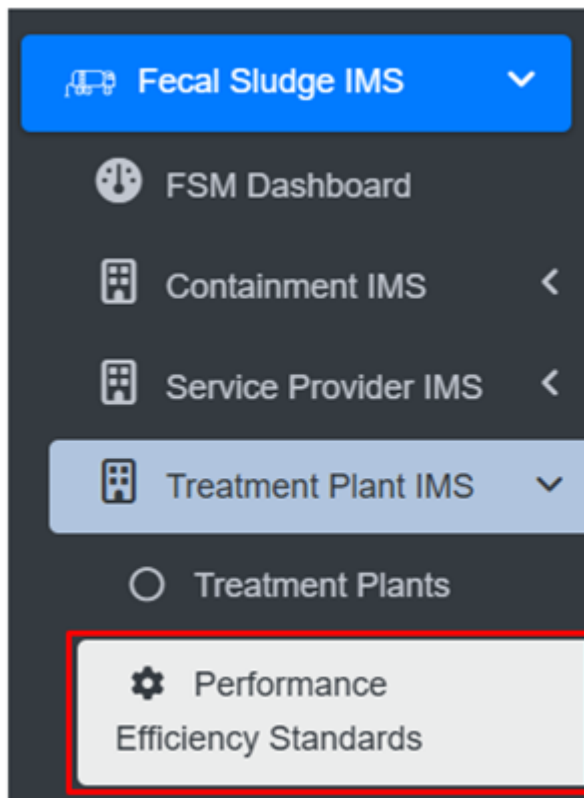 Fecal Sludge IMS
FSM Dashboard
Containment IMS
Service Provider IMS
Treatment Plant IMS
Treatment Plants
Performance
Efficiency Standards